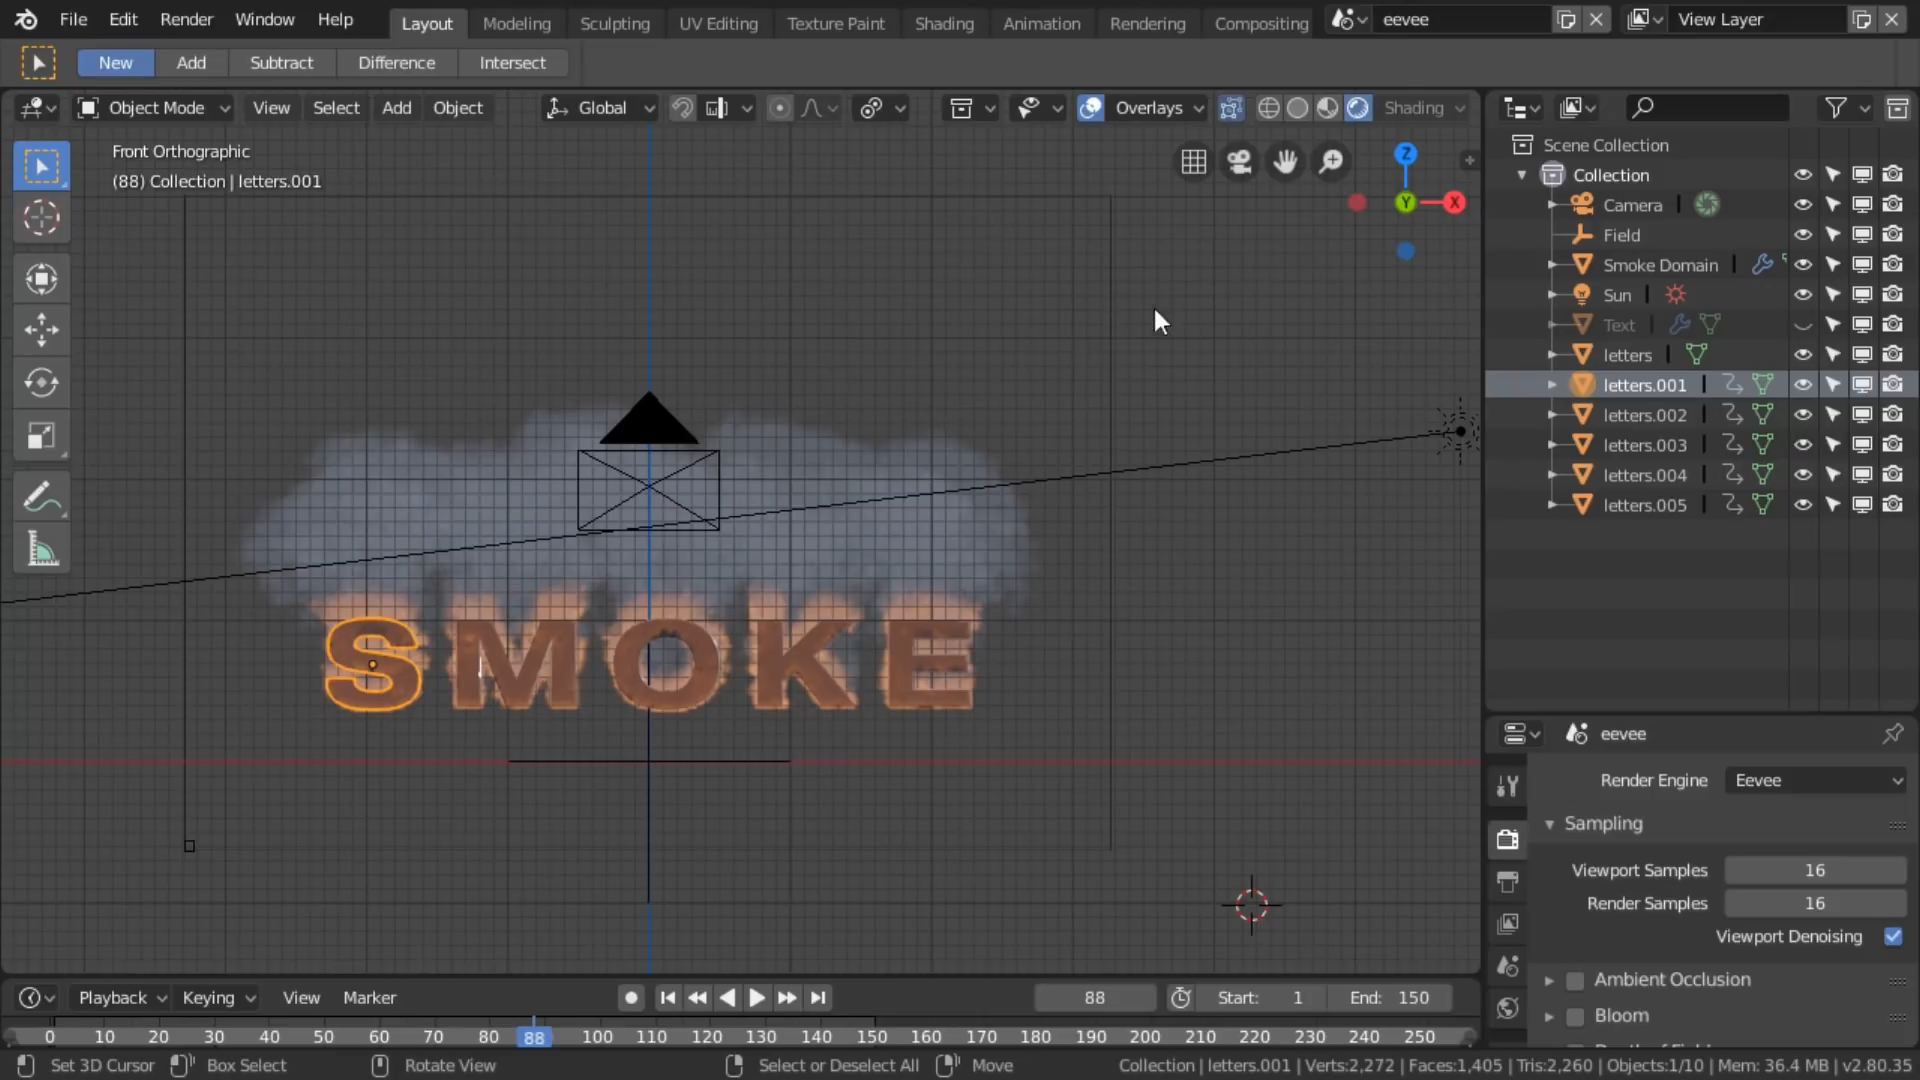 File Edit Render Window Help Layout Modeling Sculpting UV Editing Texture Paint Shading Animation Rendering Compositing eevee View Layer
New Add Subtract Difference Intersect
Object Mode View Select Add Object Global Overlays Shading
Front Orthographic
(88) Collection | letters.001
Z
Y
X
SMOKE
Scene Collection
Collection
Camera
Field
Smoke Domain
Sun
Text
letters
letters.001
letters.002
letters.003
letters.004
letters.005
eevee
Render Engine Eevee
Sampling
Viewport Samples 16
Render Samples 16
Viewport Denoising
Ambient Occlusion
Bloom
Playback Keying View Marker 88 Start: 1 End: 150
0 10 20 30 40 50 60 70 80 88 100 110 120 130 140 150 160 170 180 190 200 210 220 230 240 250
Set 3D Cursor Box Select Rotate View Select or Deselect All Move Collection | letters.001 | Verts:2,272 | Faces:1,405 | Tris:2,260 | Objects:1/10 | Mem: 36.4 MB | v2.80.35